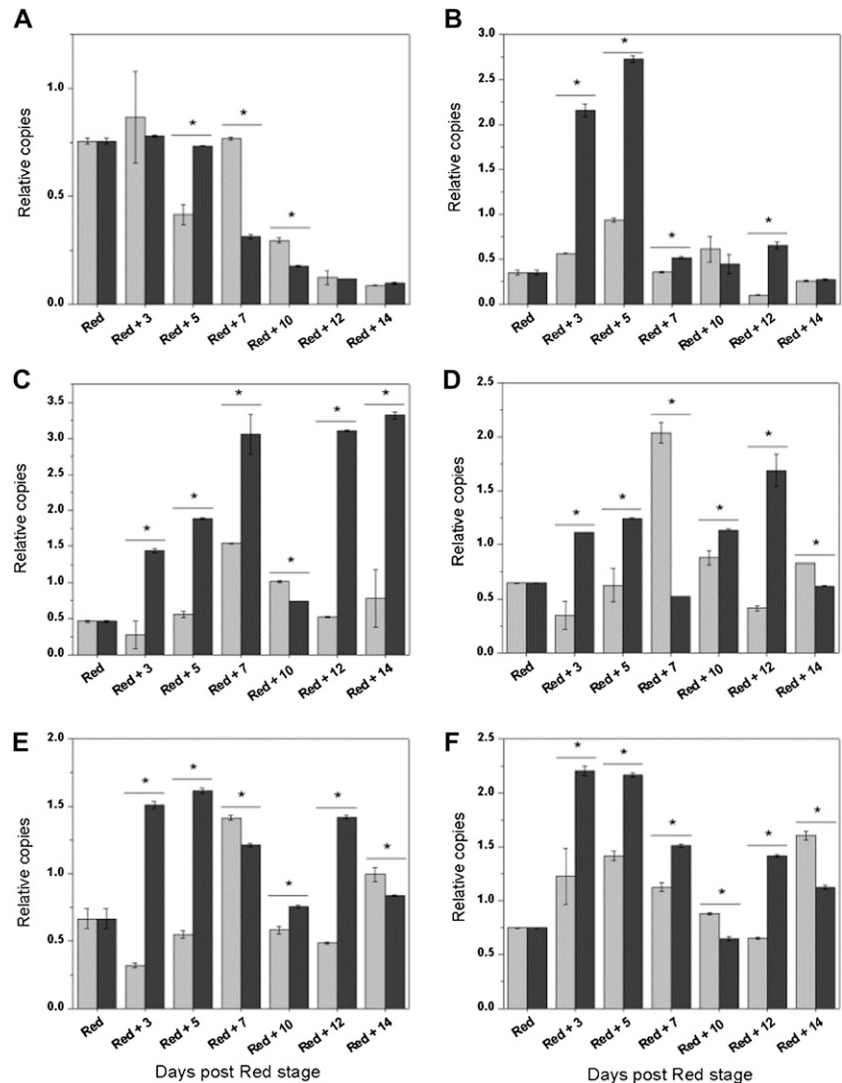 A
Relative copies
1.0
0.5
0.0
* * *
Red Red + 3 Red + 5 Red + 7 Red + 10 Red + 12 Red + 14
B
Relative copies
3.0
2.5
2.0
1.5
1.0
0.5
0.0
* * * *
Red Red + 3 Red + 5 Red + 7 Red + 10 Red + 12 Red + 14
C
Relative copies
3.5
3.0
2.5
2.0
1.5
1.0
0.5
0.0
* * * * * *
Red Red + 3 Red + 5 Red + 7 Red + 10 Red + 12 Red + 14
D
Relative copies
2.5
2.0
1.5
1.0
0.5
0.0
* * * * * *
Red Red + 3 Red + 5 Red + 7 Red + 10 Red + 12 Red + 14
E
Relative copies
2.0
1.5
1.0
0.5
0.0
* * * * * *
Red Red + 3 Red + 5 Red + 7 Red + 10 Red + 12 Red + 14
Days post Red stage
F
Relative copies
2.5
2.0
1.5
1.0
0.5
0.0
* * * * * *
Red Red + 3 Red + 5 Red + 7 Red + 10 Red + 12 Red + 14
Days post Red stage